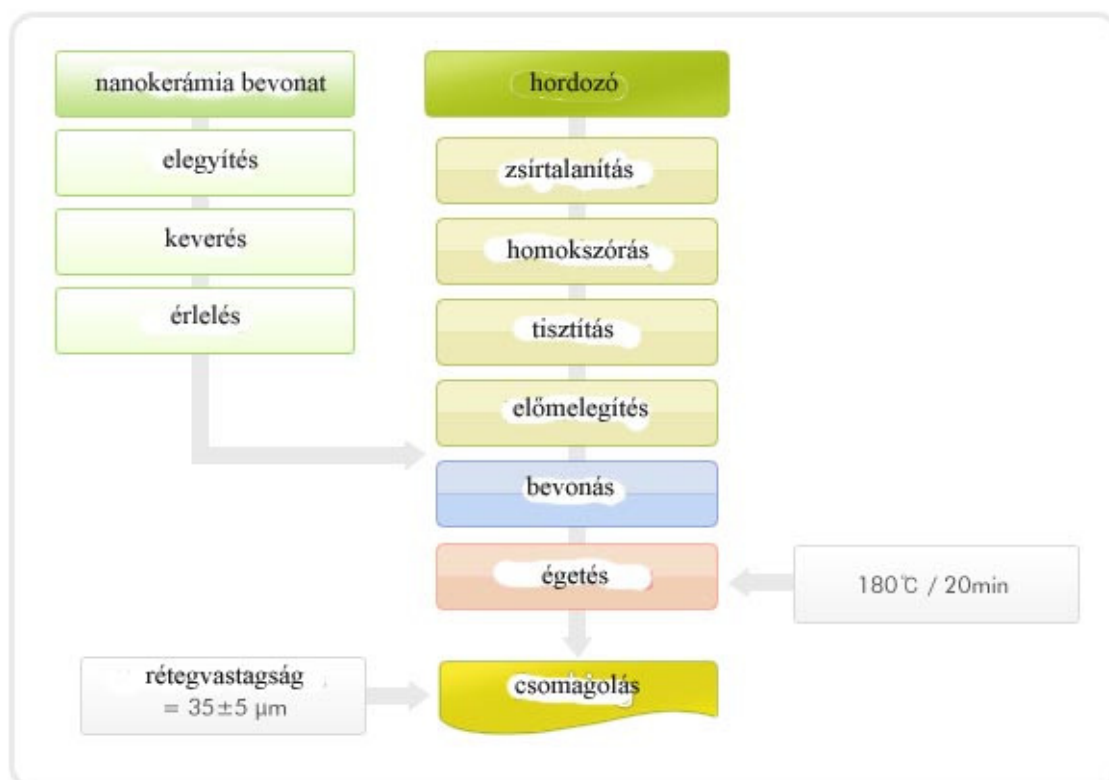 nanokerámia bevonat
elegyítés
keverés
érlelés
hordozó
zsírtalanítás
homokszórás
tisztítás
előmelegítés
bevonás
égetés
180℃ / 20min
rétegvastagság
= 35±5 µm
csomagolás